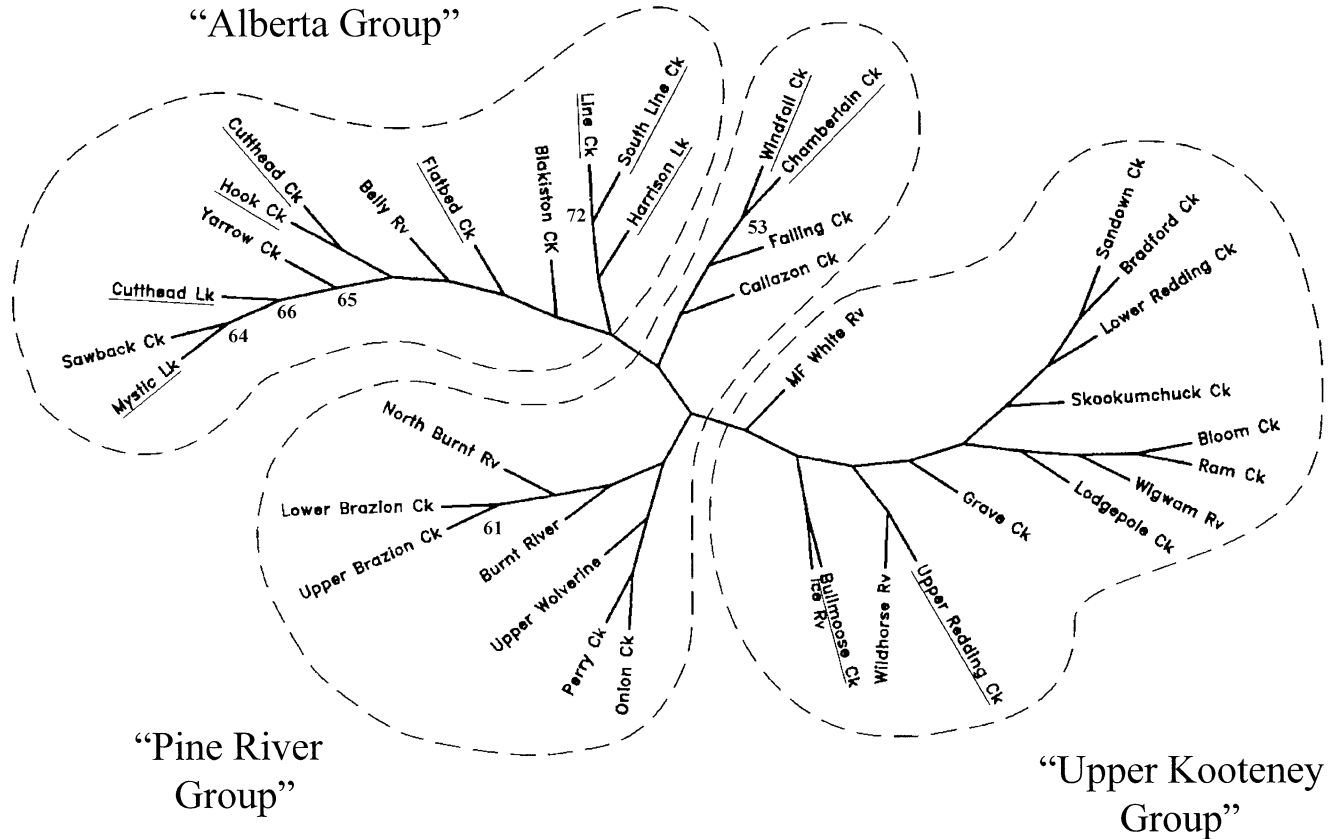 “Alberta Group”
Cutthead Ck
Hook Ck
Yarrow Ck
Cutthead Lk
Sawback Ck
Mystic Lk
64
66
65
Belly Rv
Flatbed Ck
Blakiston CK
Line Ck
South Line Ck
Harrison Lk
72
Windfall Ck
Chamberlain Ck
53
Falling Ck
Callazon Ck
MF White Rv
Sandown Ck
Bradford Ck
Lower Redding Ck
Skookumchuck Ck
Bloom Ck
Ram Ck
Wigwam Rv
Lodgepole Ck
Grave Ck
Upper Redding Ck
Wildhorse Rv
Bullmoose Ck
Ice Rv
North Burnt Rv
Lower Brazion Ck
61
Upper Brazion Ck
Burnt River
Upper Wolverine
Perry Ck
Onion Ck
“Pine River
Group”
“Upper Kooteney
Group”